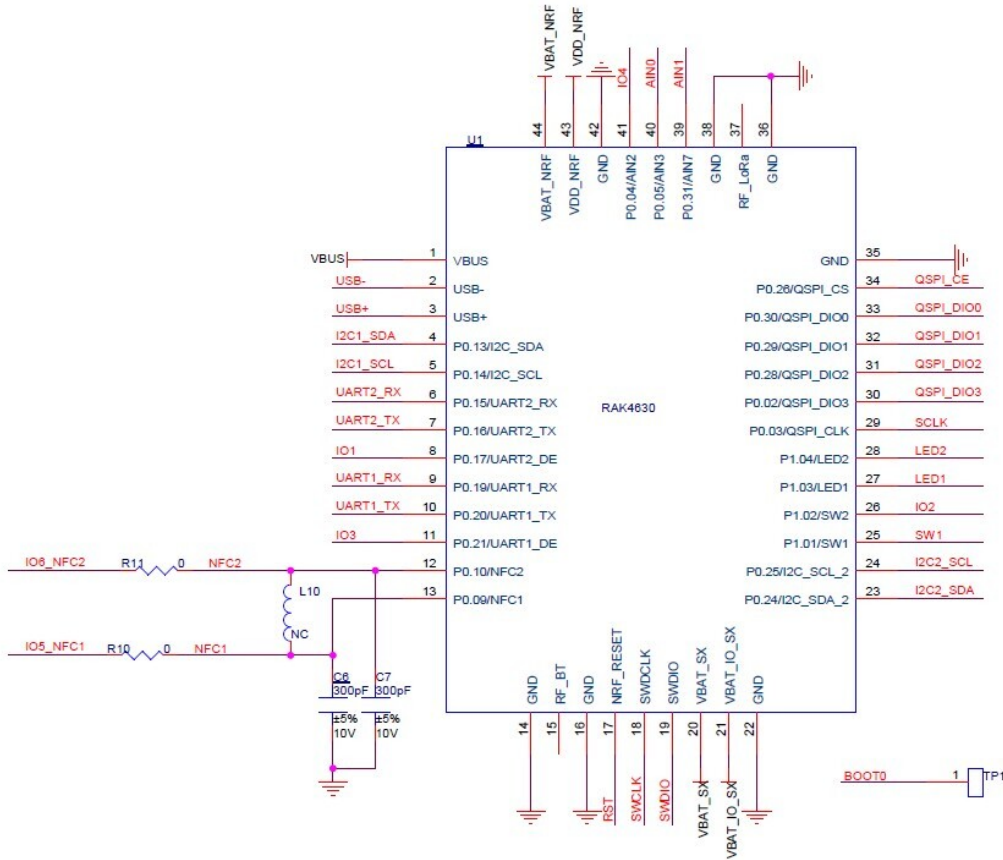 VBAT_NRF
VDD_NRF
IO4
AIN0
AIN1
44
43
42
41
40
39
38
37
36
U1
VBAT_NRF
VDD_NRF
GND
P0.04/AIN2
P0.05/AIN3
P0.31/AIN7
GND
RF_LoRa
GND
VBUS 1 VBUS
USB- 2 USB-
USB+ 3 USB+
I2C1_SDA 4 P0.13/I2C_SDA
I2C1_SCL 5 P0.14/I2C_SCL
UART2_RX 6 P0.15/UART2_RX
UART2_TX 7 P0.16/UART2_TX
IO1 8 P0.17/UART2_DE
UART1_RX 9 P0.19/UART1_RX
UART1_TX 10 P0.20/UART1_TX
IO3 11 P0.21/UART1_DE
IO6_NFC2 R11 0 NFC2 12 P0.10/NFC2
13 P0.09/NFC1
L10
NC
IO5_NFC1 R10 0 NFC1
C6
300pF
±5%
10V
C7
300pF
±5%
10V
RAK4630
GND 35
P0.26/QSPI_CS 34 QSPI_CE
P0.30/QSPI_DIO0 33 QSPI_DIO0
P0.29/QSPI_DIO1 32 QSPI_DIO1
P0.28/QSPI_DIO2 31 QSPI_DIO2
P0.02/QSPI_DIO3 30 QSPI_DIO3
P0.03/QSPI_CLK 29 SCLK
P1.04/LED2 28 LED2
P1.03/LED1 27 LED1
P1.02/SW2 26 IO2
P1.01/SW1 25 SW1
P0.25/I2C_SCL_2 24 I2C2_SCL
P0.24/I2C_SDA_2 23 I2C2_SDA
GND
RF_BT
GND
NRF_RESET
SWDCLK
SWDIO
VBAT_SX
VBAT_IO_SX
GND
14
15
16
17
18
19
20
21
22
RST
SWCLK
SWDIO
VBAT_SX
VBAT_IO_SX
BOOT0 1 TP1